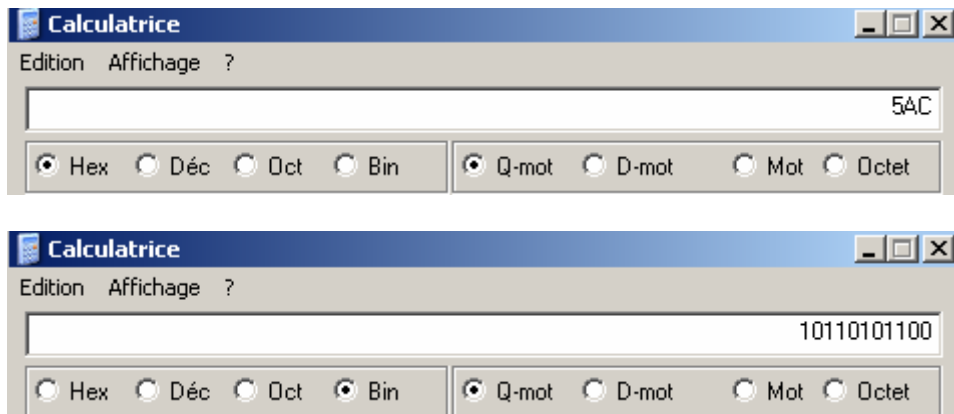 Calculatrice
Edition Affichage ?
5AC
Hex Déc Oct Bin Q-mot D-mot Mot Octet
Calculatrice
Edition Affichage ?
10110101100
Hex Déc Oct Bin Q-mot D-mot Mot Octet